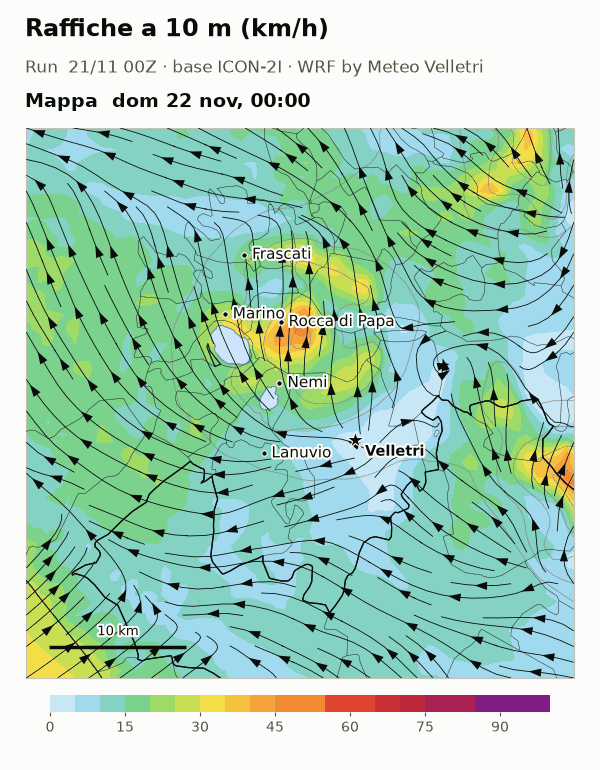 Raffiche a 10 m (km/h)
Run 21/11 00Z · base ICON-2I · WRF by Meteo Velletri
Mappa dom 22 nov, 00:00
Frascati
Marino
Rocca di Papa
Nemi
Velletri
Lanuvio
10 km
0 15 30 45 60 75 90